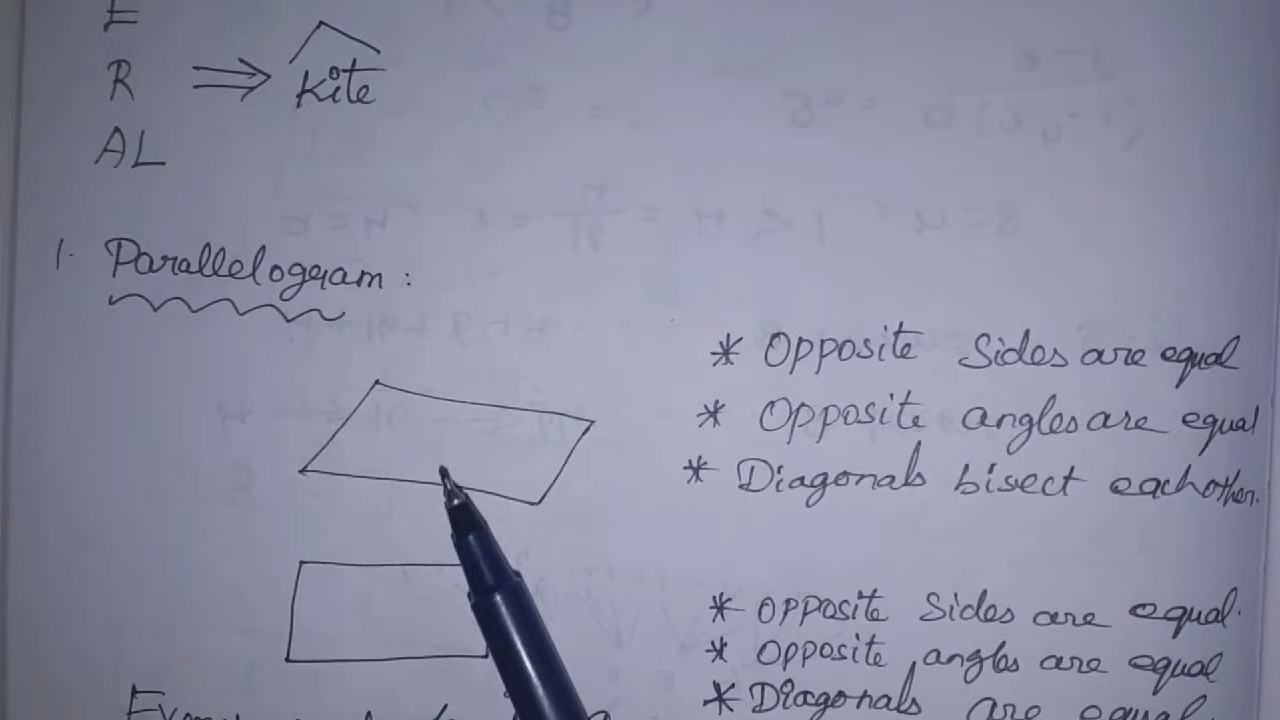 E
R ⇒ Kite
AL
1. Parallelogram :
* Opposite Sides are equal
* Opposite angles are equal
* Diagonals bisect eachother.
* Opposite Sides are equal.
* Opposite angles are equal
* Diagonals are equal